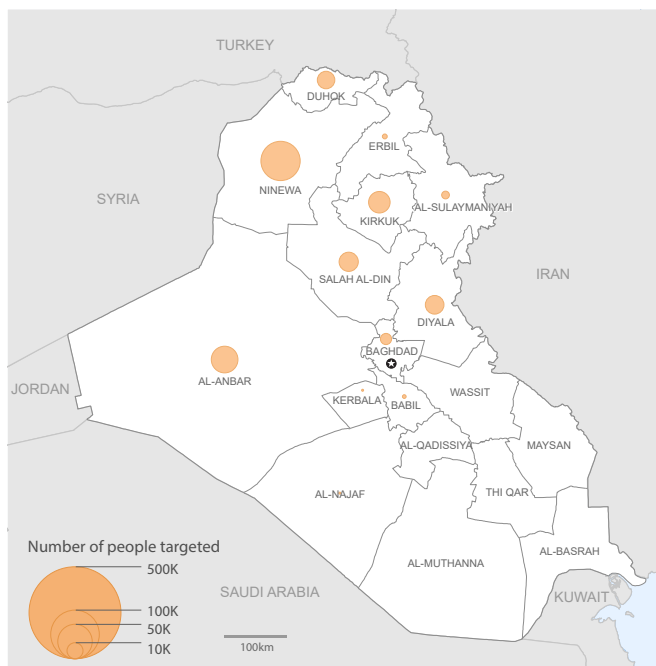 TURKEY
DUHOK
ERBIL
NINEWA
SYRIA
AL-SULAYMANIYAH
KIRKUK
IRAN
SALAH AL-DIN
DIYALA
BAGHDAD
AL-ANBAR
JORDAN
WASSIT
KERBALA
BABIL
AL-QADISSIYA
MAYSAN
AL-NAJAF
THI QAR
Number of people targeted
AL-BASRAH
AL-MUTHANNA
500K
SAUDI ARABIA
KUWAIT
100K
50K
10K
100km